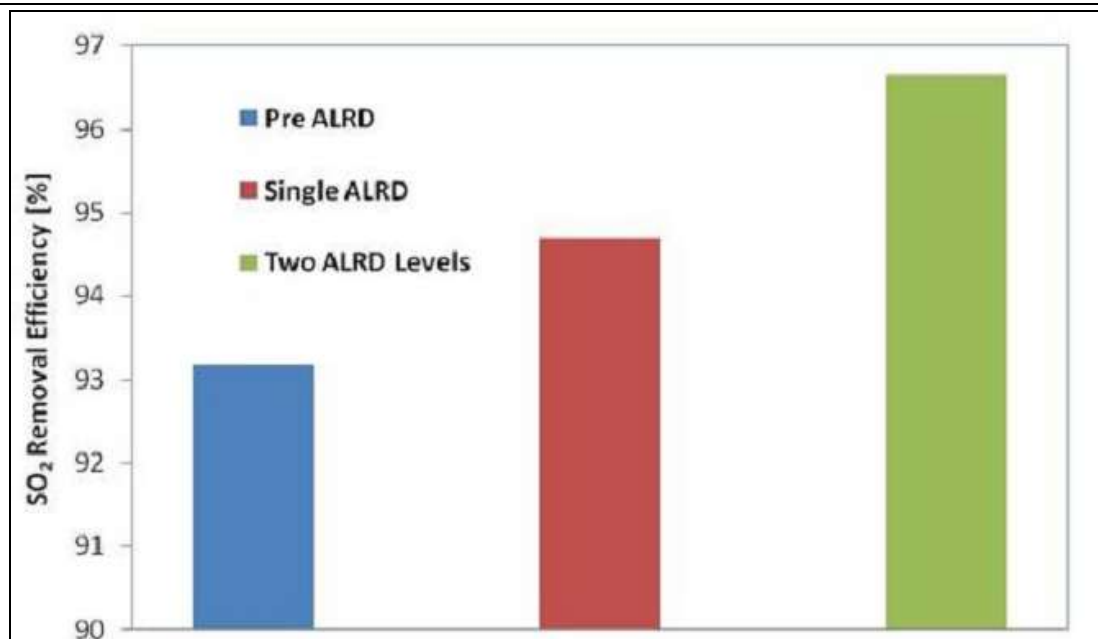 97
96
95
94
93
92
91
90
SO₂ Removal Efficiency [%]
Pre ALRD
Single ALRD
Two ALRD Levels